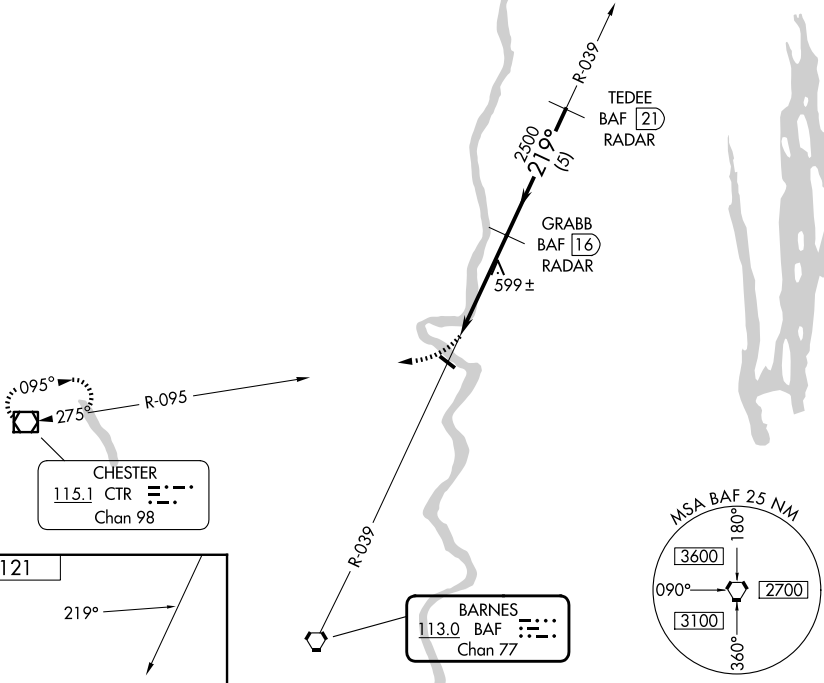 R-039
TEDEE
BAF 21
RADAR
2500
219°
(5)
GRABB
BAF 16
RADAR
599 ±
095°
275°
R-095
CHESTER
115.1 CTR
Chan 98
R-039
121
219°
BARNES
113.0 BAF
Chan 77
MSA BAF 25 NM
180°
3600
090°
2700
3100
360°